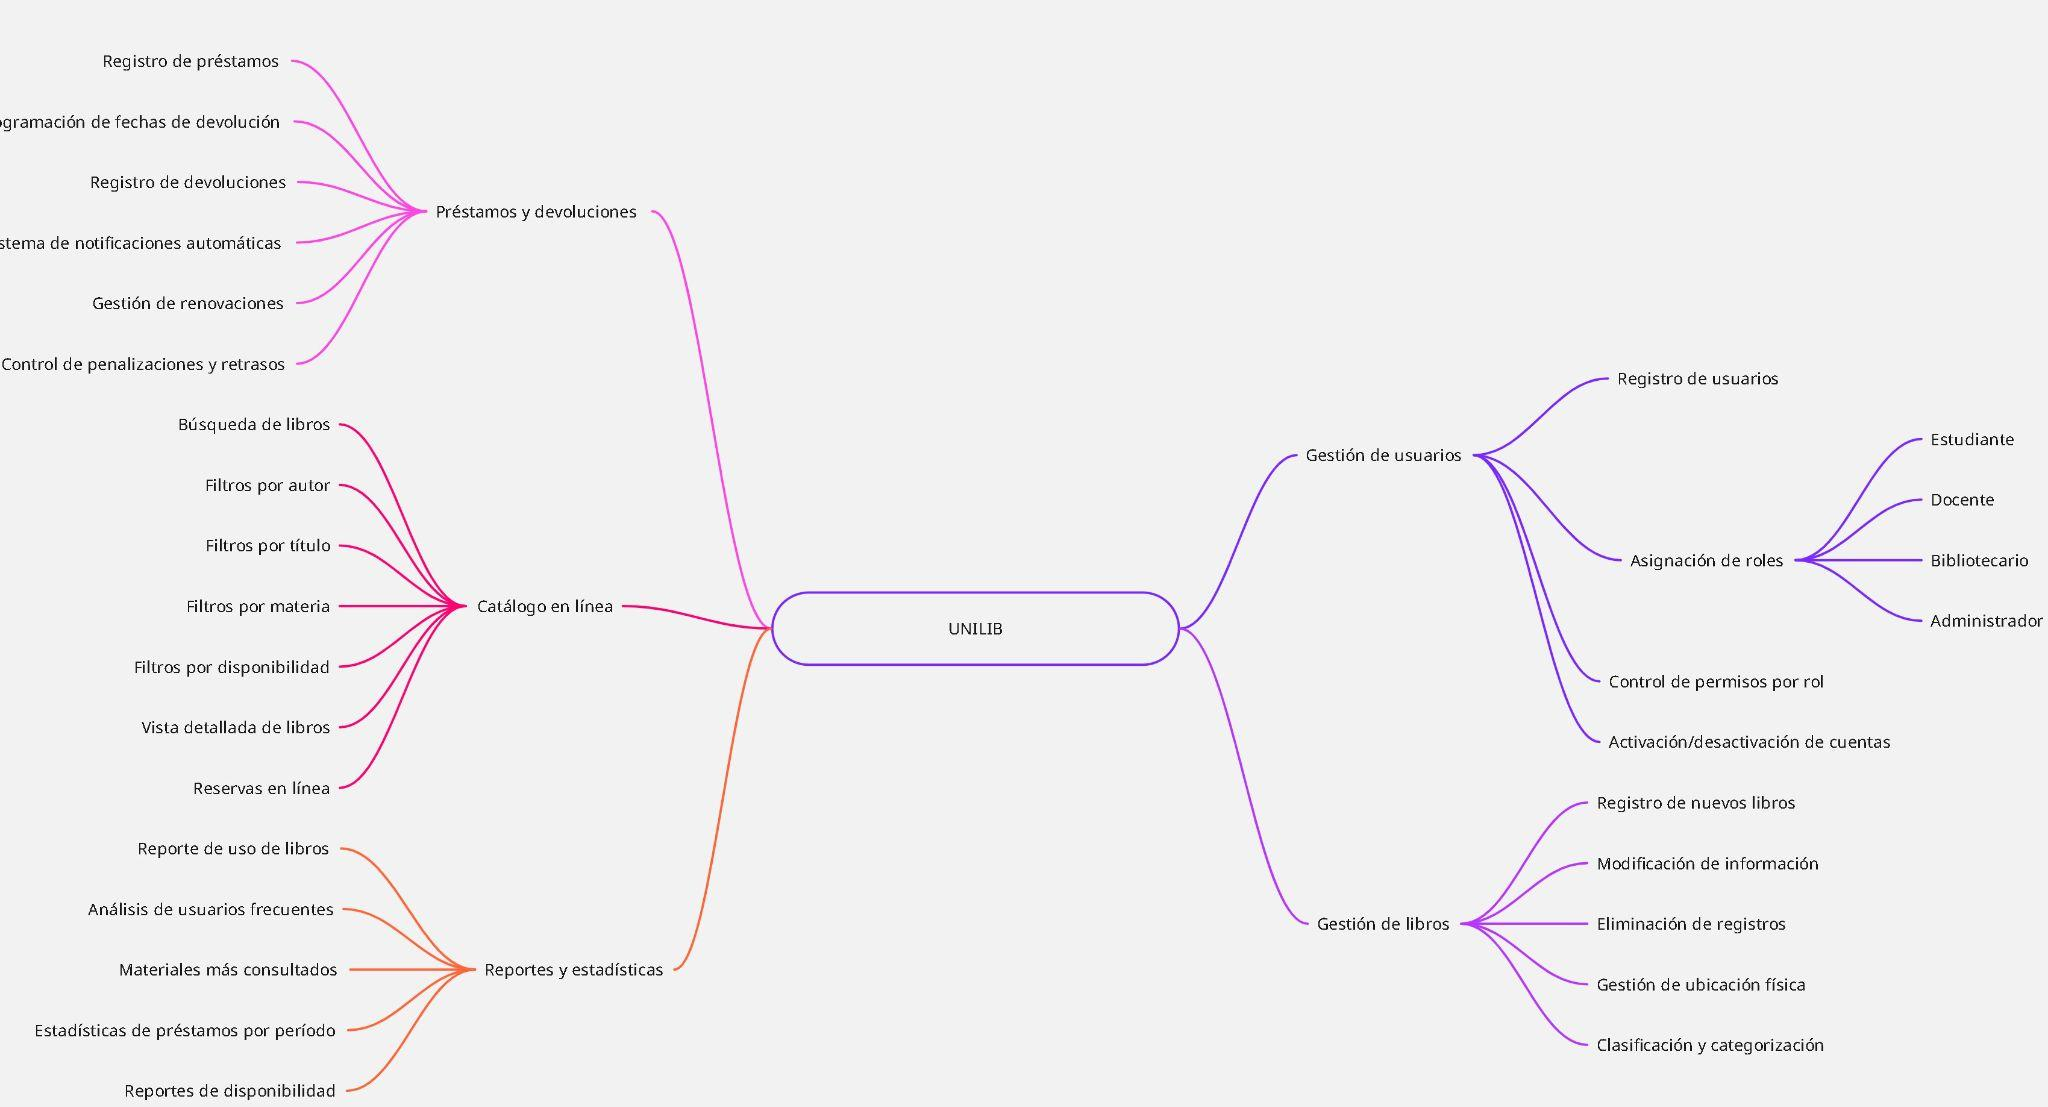 Registro de préstamos
de fechas de devolución
Registro de devoluciones
de notificaciones automáticas
Gestión de renovaciones
Control de penalizaciones y retrasos
Préstamos y devoluciones
Búsqueda de libros
Filtros por autor
Filtros por título
Filtros por materia
Filtros por disponibilidad
Vista detallada de libros
Reservas en línea
Catálogo en línea
Reporte de uso de libros
Análisis de usuarios frecuentes
Materiales más consultados
Estadísticas de préstamos por período
Reportes de disponibilidad
Reportes y estadísticas
UNILIB
Gestión de usuarios
Registro de usuarios
Asignación de roles
Estudiante
Docente
Bibliotecario
Administrador
Control de permisos por rol
Activación/desactivación de cuentas
Gestión de libros
Registro de nuevos libros
Modificación de información
Eliminación de registros
Gestión de ubicación física
Clasificación y categorización